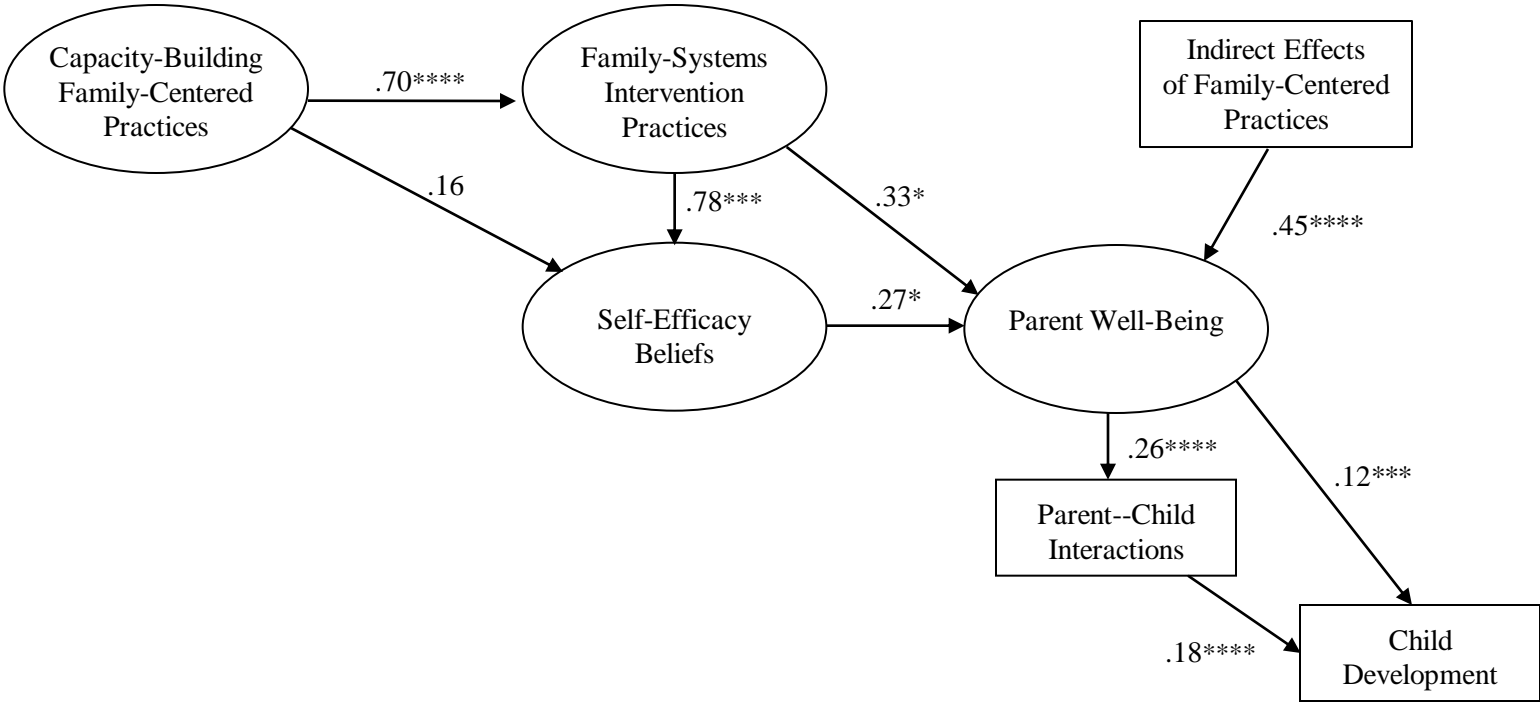 Capacity-Building
Family-Centered
Practices
.70****
Family-Systems
Intervention
Practices
Indirect Effects
of Family-Centered
Practices
.16
.78***
.33*
.45****
Self-Efficacy
Beliefs
.27*
Parent Well-Being
.26****
.12***
Parent--Child
Interactions
.18****
Child
Development